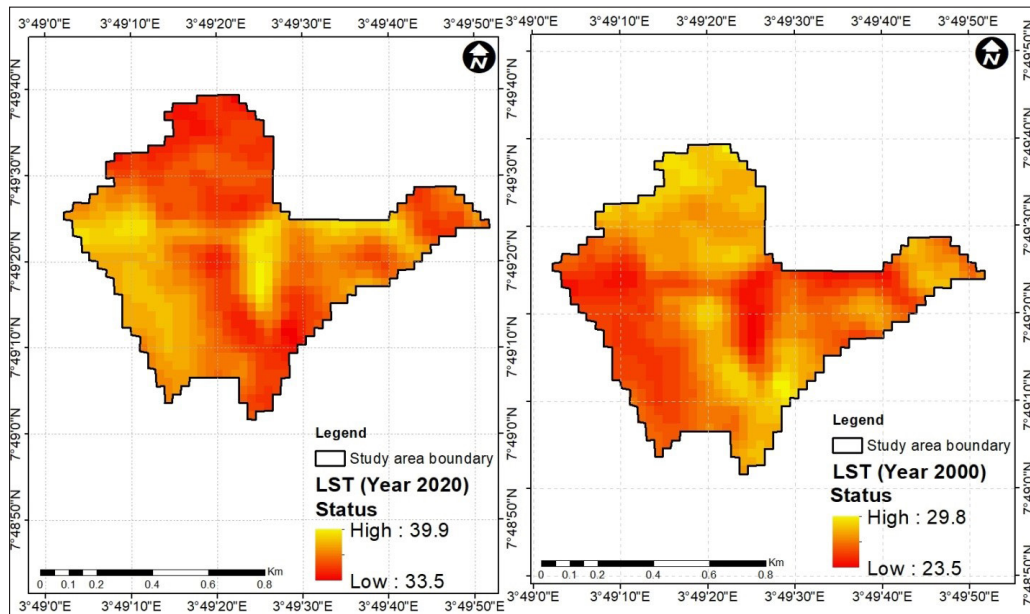 3°49'0"E 3°49'10"E 3°49'20"E 3°49'30"E 3°49'40"E 3°49'50"E
N
7°49'40"N
7°49'30"N
7°49'20"N
7°49'10"N
7°49'0"N
7°48'50"N
Legend
Study area boundary
LST (Year 2020)
Status
High : 39.9
Low : 33.5
Km
0 0.1 0.2 0.4 0.6 0.8
3°49'0"E 3°49'10"E 3°49'20"E 3°49'30"E 3°49'40"E 3°49'50"E
3°49'0"E 3°49'10"E 3°49'20"E 3°49'30"E 3°49'40"E 3°49'50"E
N
7°49'50"N
7°49'40"N
7°49'30"N
7°49'20"N
7°49'10"N
7°49'0"N
7°48'50"N
Legend
Study area boundary
LST (Year 2000)
Status
High : 29.8
Low : 23.5
Km
0 0.1 0.2 0.4 0.6 0.8
3°49'0"E 3°49'10"E 3°49'20"E 3°49'30"E 3°49'40"E 3°49'50"E